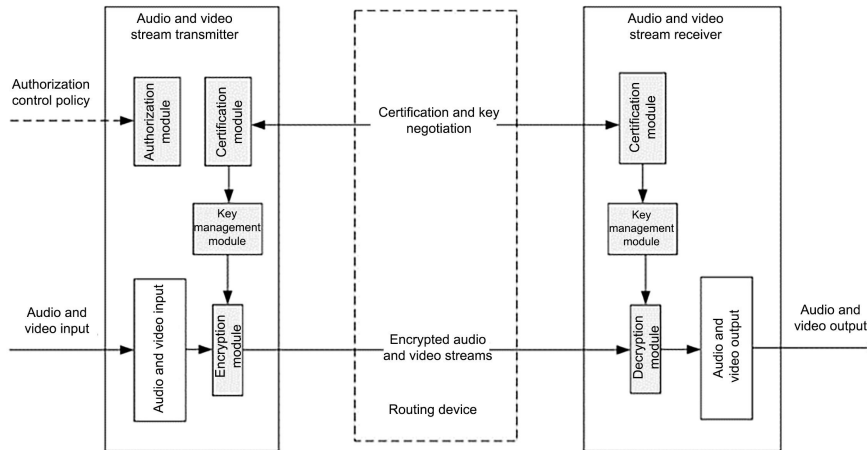 Audio and video
stream transmitter
Audio and video
stream receiver
Authorization
control policy
Authorization
module
Certification
module
Certification and key
negotiation
Certification
module
Key
management
module
Key
management
module
Audio and
video input
Audio and video input
Encryption
module
Encrypted audio
and video streams
Decryption
module
Audio and
video output
Audio and
video output
Routing device